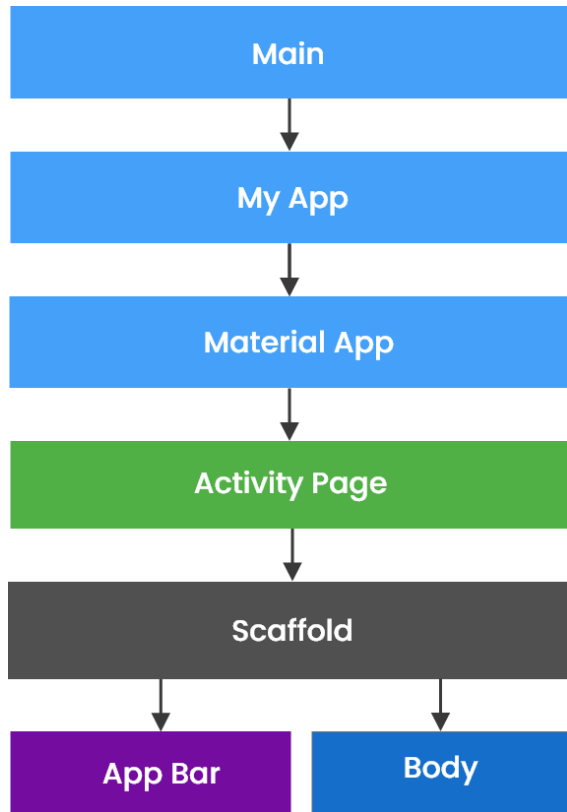 Main
My App
Material App
Activity Page
Scaffold
App Bar
Body